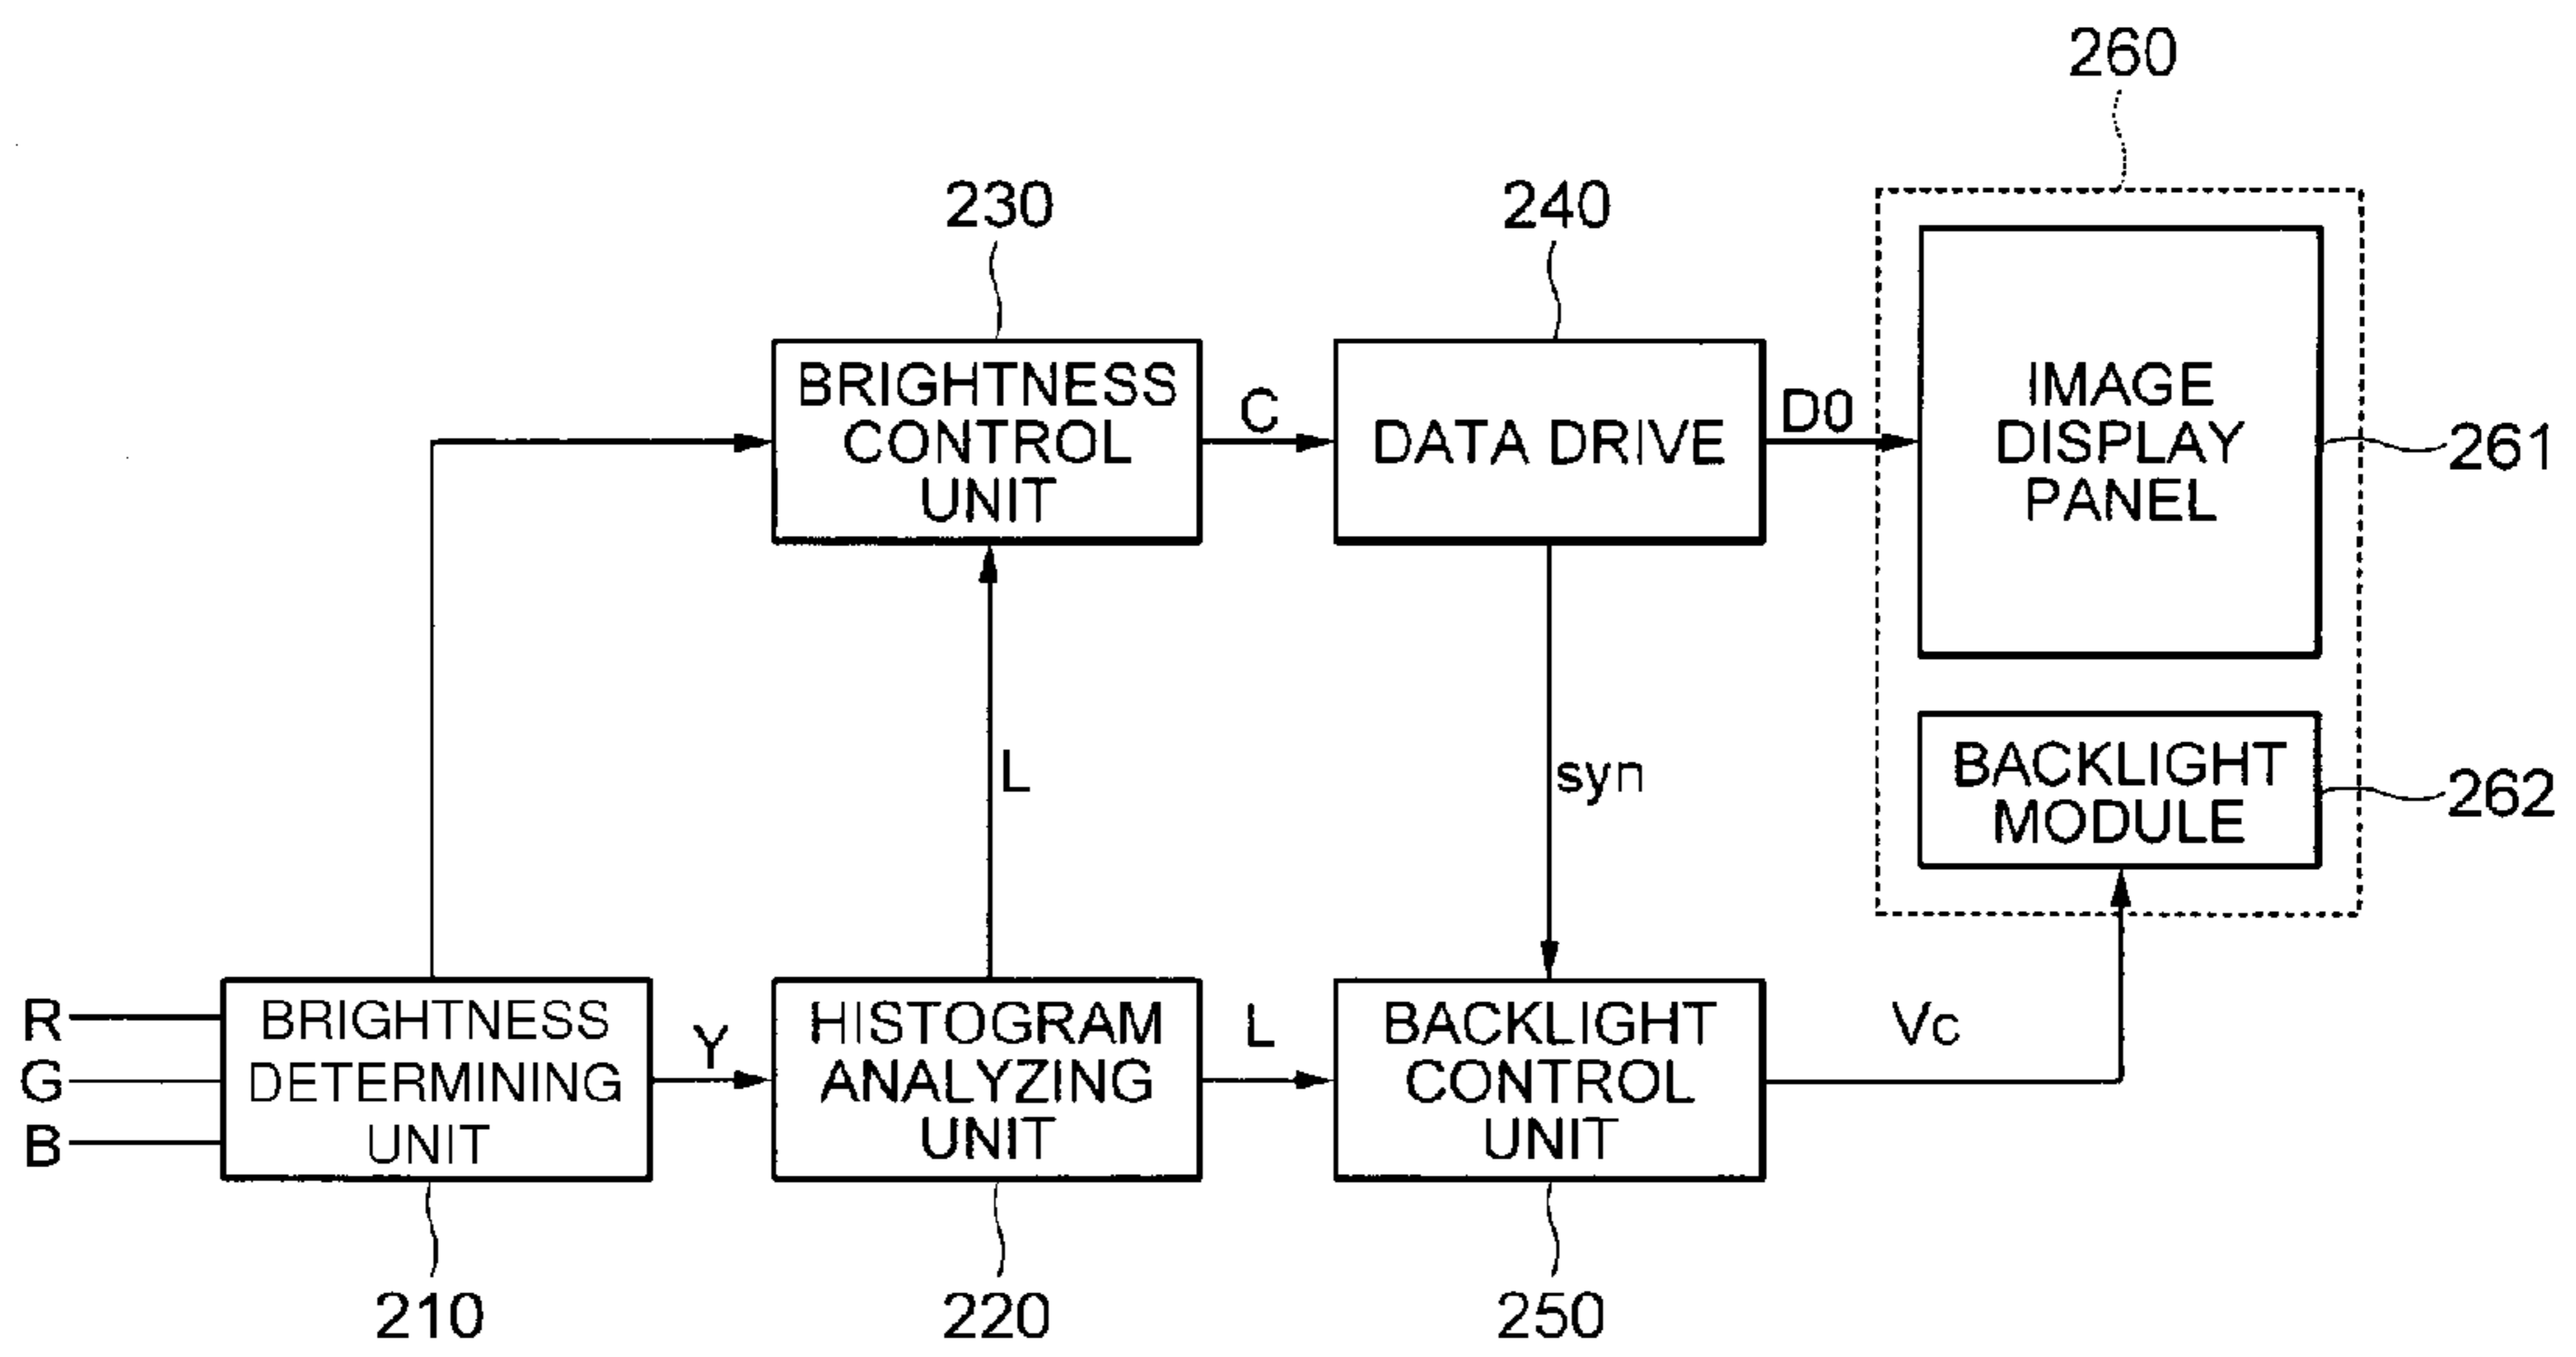 260
230
240
BRIGHTNESS
CONTROL
UNIT
C
DATA DRIVE
D0
IMAGE
DISPLAY
PANEL
261
L
syn
BACKLIGHT
MODULE
262
R
G
B
BRIGHTNESS
DETERMINING
UNIT
Y
HISTOGRAM
ANALYZING
UNIT
L
BACKLIGHT
CONTROL
UNIT
Vc
210
220
250